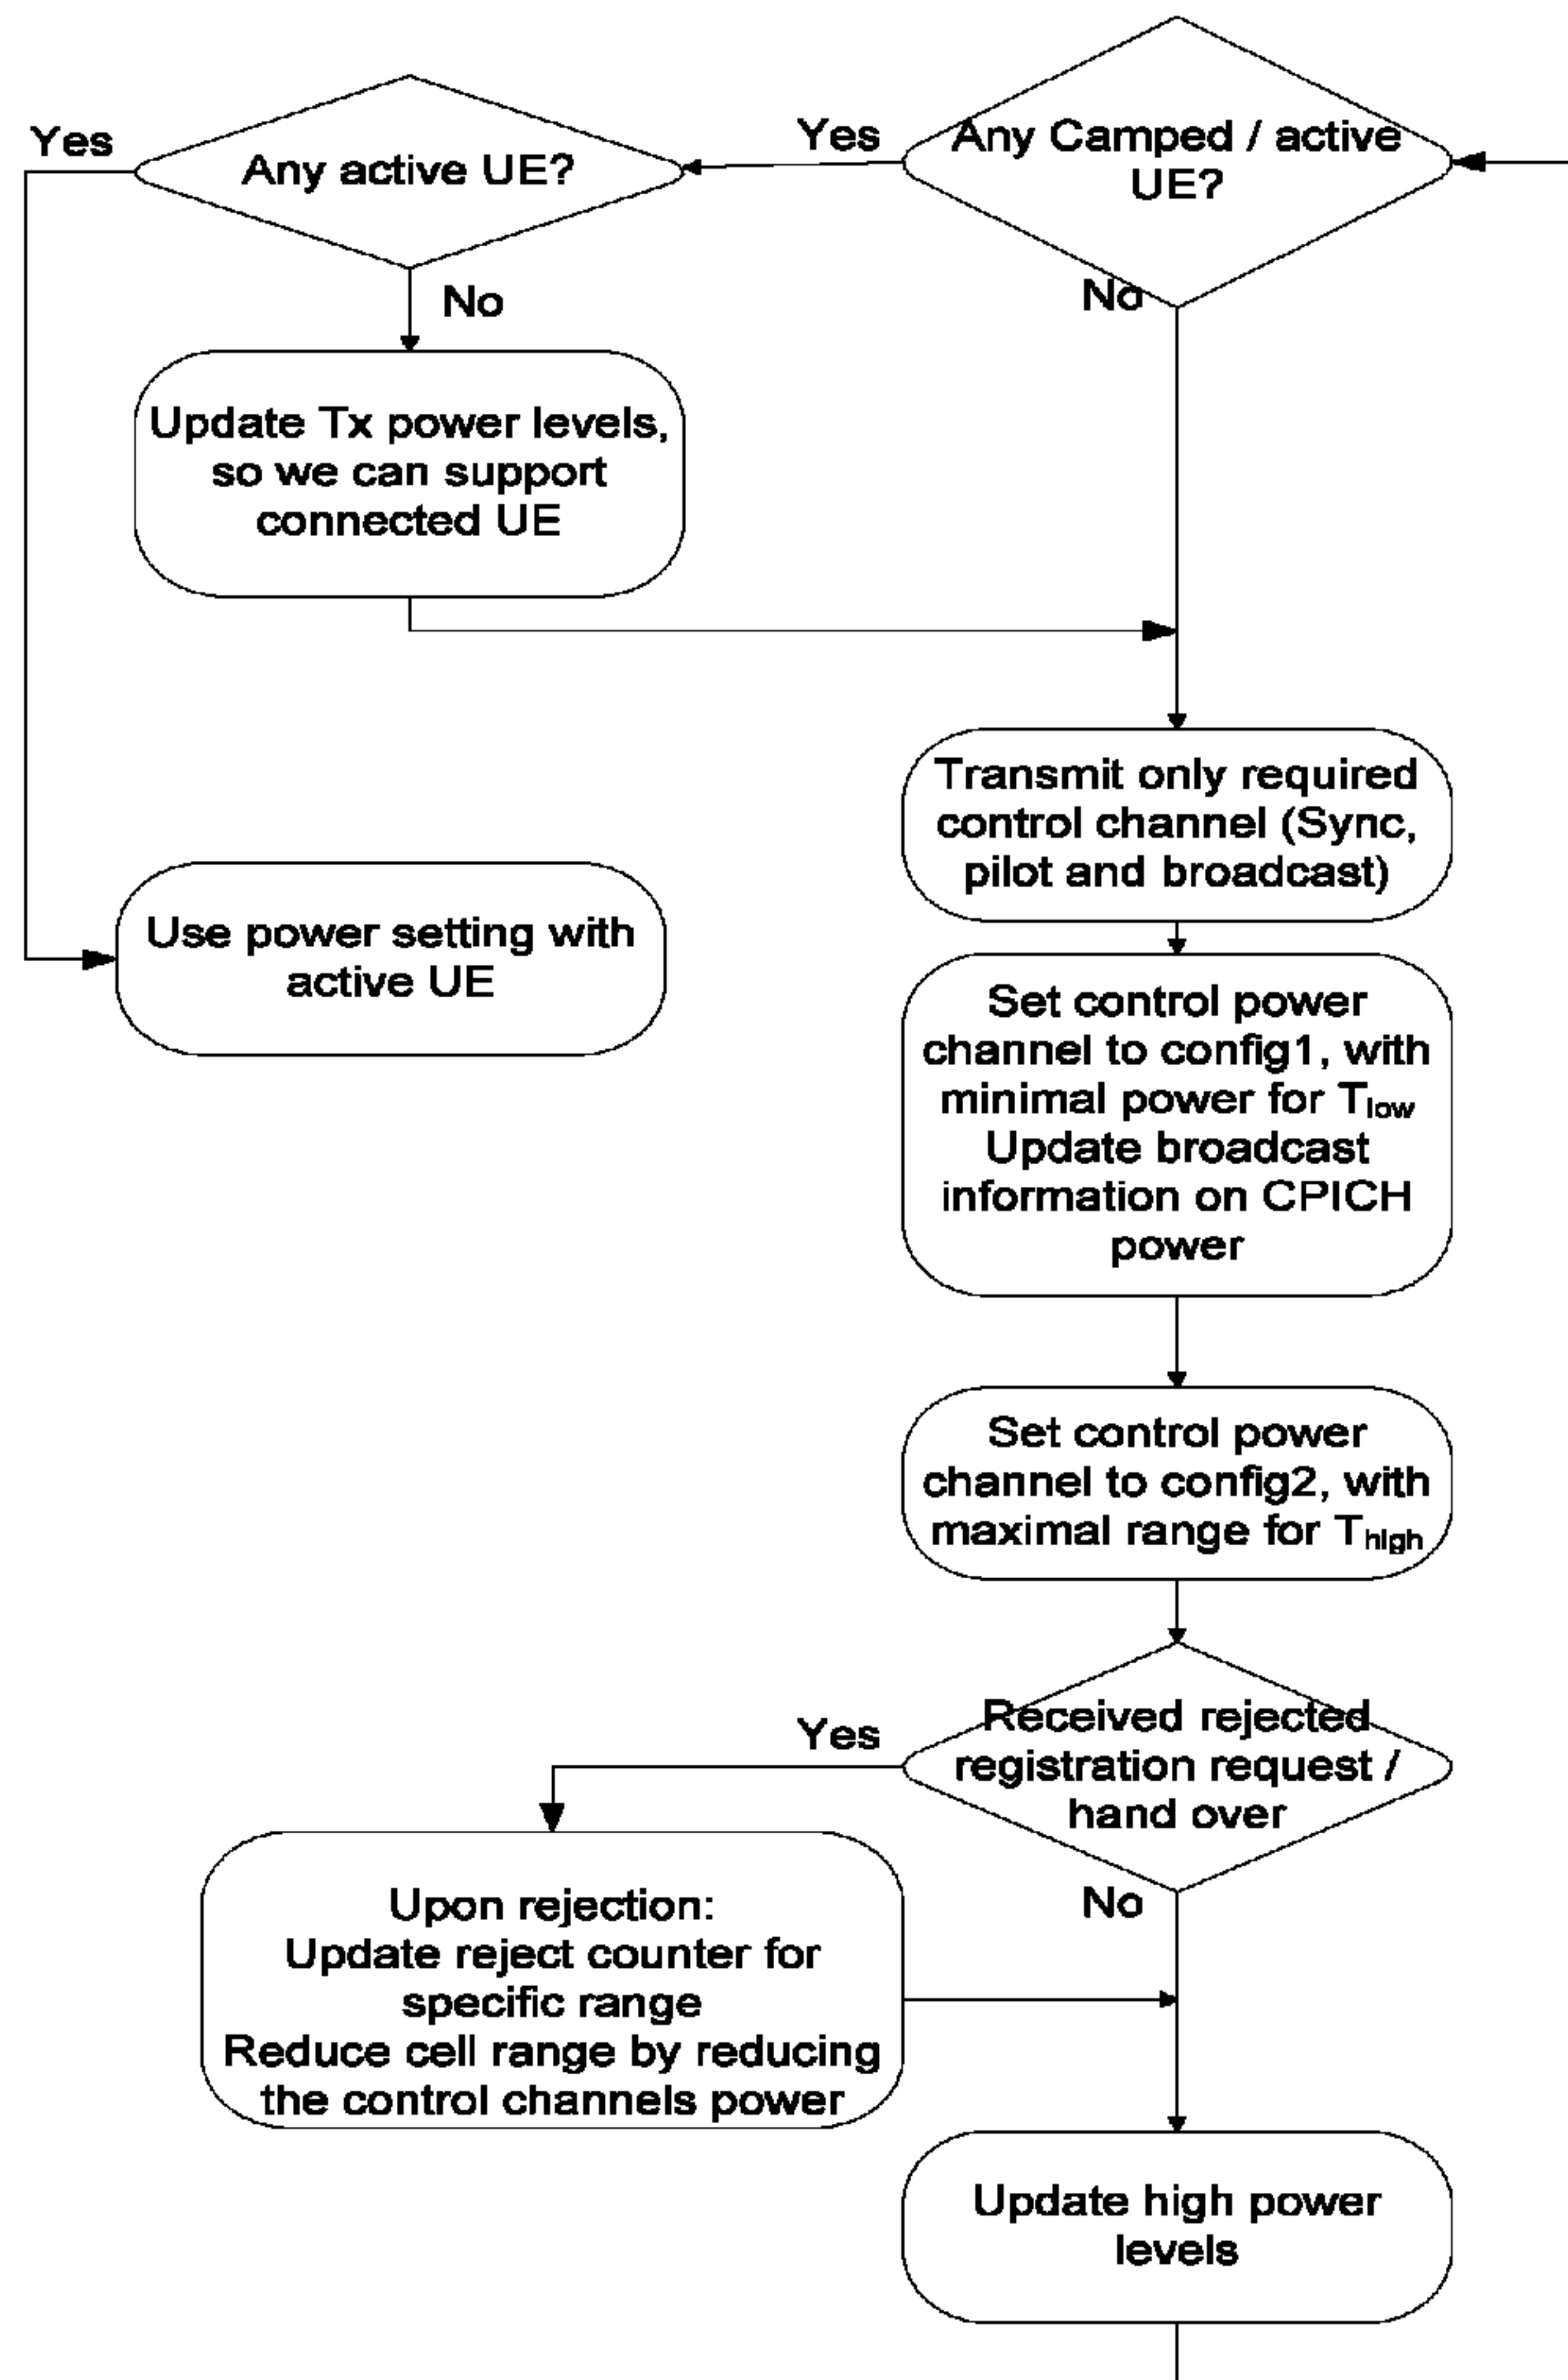 Any Camped / active
UE?
Yes
No
Any active UE?
Yes
No
Update Tx power levels,
so we can support
connected UE
Use power setting with
active UE
Transmit only required
control channel (Sync,
pilot and broadcast)
Set control power
channel to config1, with
minimal power for Tlow
Update broadcast
information on CPICH
power
Set control power
channel to config2, with
maximal range for Thigh
Received rejected
registration request /
hand over
Yes
No
Upon rejection:
Update reject counter for
specific range
Reduce cell range by reducing
the control channels power
Update high power
levels